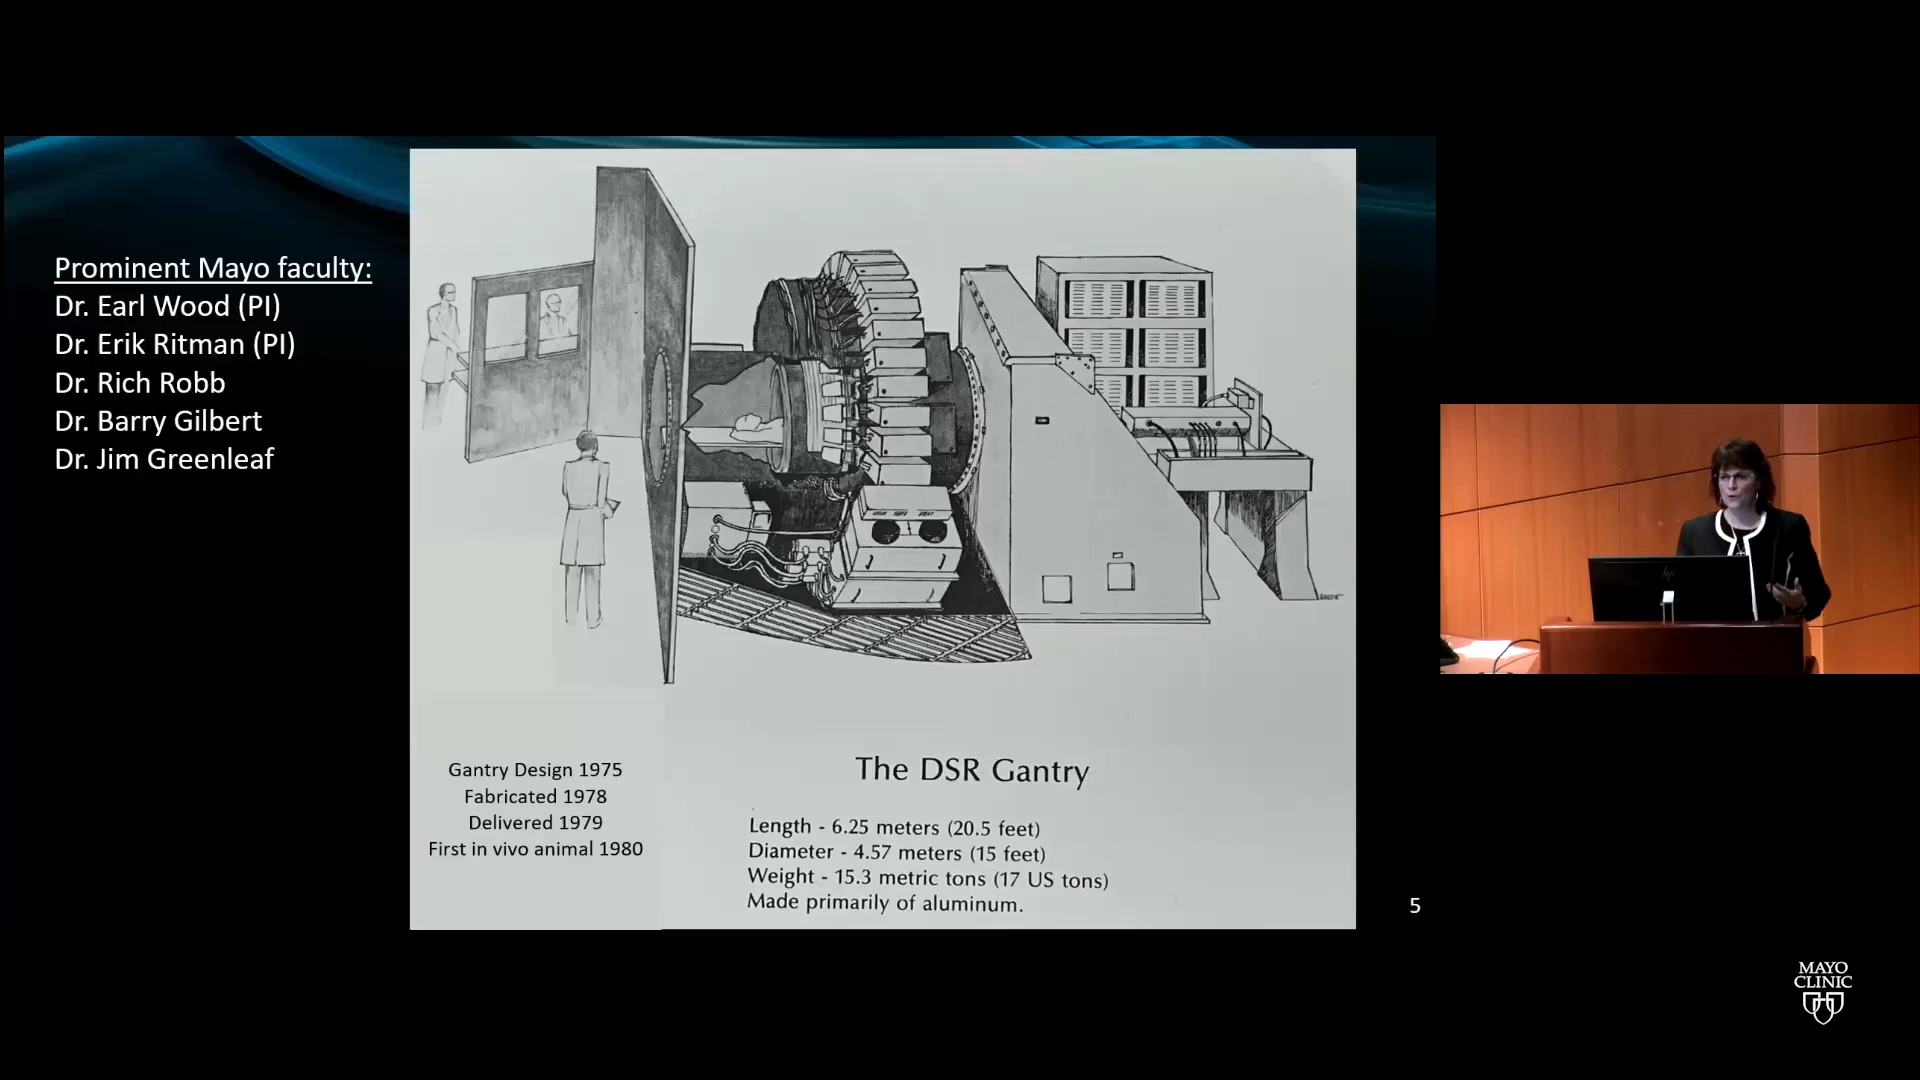 Prominent Mayo faculty:
Dr. Earl Wood (PI)
Dr. Erik Ritman (PI)
Dr. Rich Robb
Dr. Barry Gilbert
Dr. Jim Greenleaf
Gantry Design 1975
Fabricated 1978
Delivered 1979
First in vivo animal 1980
The DSR Gantry
Length - 6.25 meters (20.5 feet)
Diameter - 4.57 meters (15 feet)
Weight - 15.3 metric tons (17 US tons)
Made primarily of aluminum.
5
hp
MAYO
CLINIC